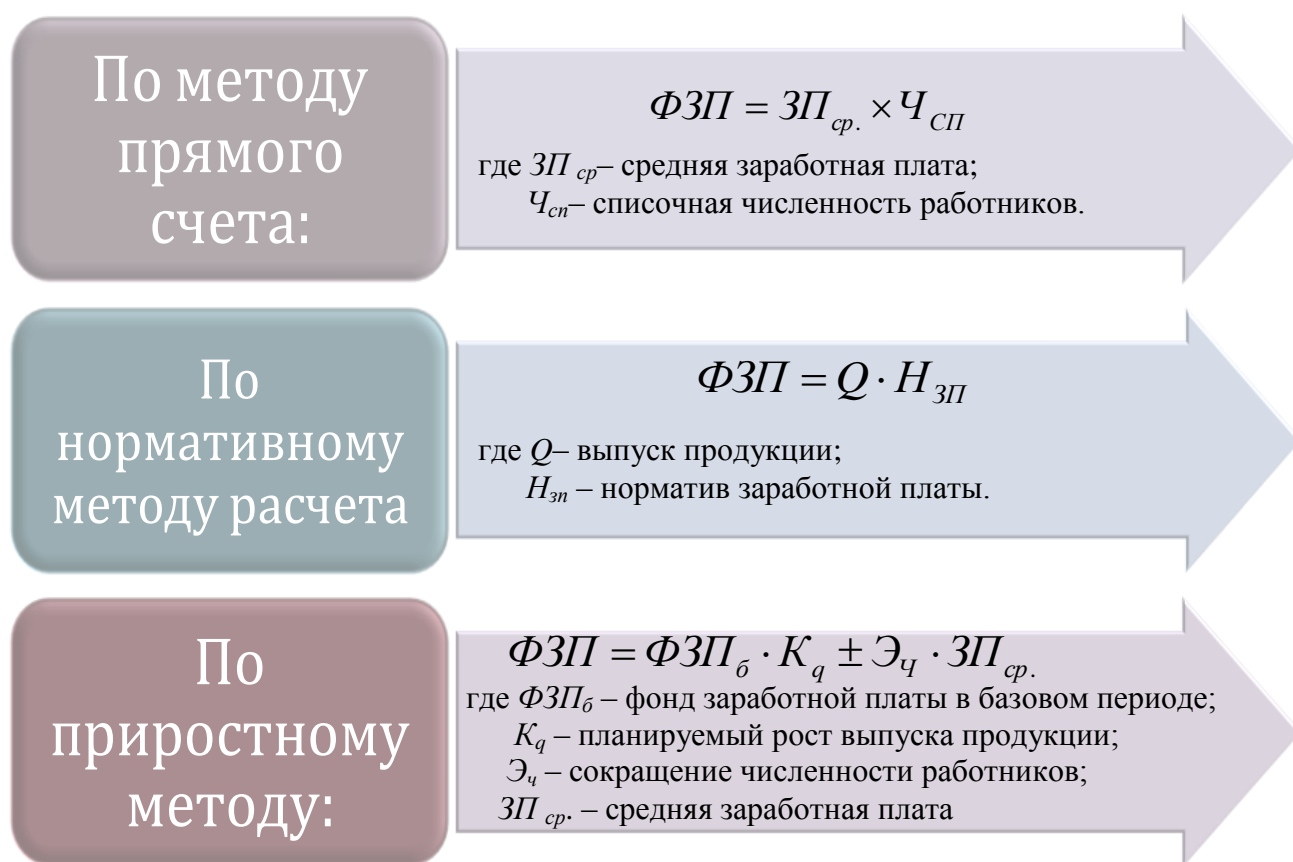 По методу
прямого
счета:
ФЗП = ЗП ср. × Ч СП
где ЗП ср– средняя заработная плата;
Чсп– списочная численность работников.
По
нормативному
методу расчета
ФЗП = Q · Н ЗП
где Q– выпуск продукции;
Нзп – норматив заработной платы.
По
приростному
методу:
ФЗП = ФЗП б · К q ± Э Ч · ЗП ср.
где ФЗПб – фонд заработной платы в базовом периоде;
Кq – планируемый рост выпуска продукции;
Эч – сокращение численности работников;
ЗП ср. – средняя заработная плата